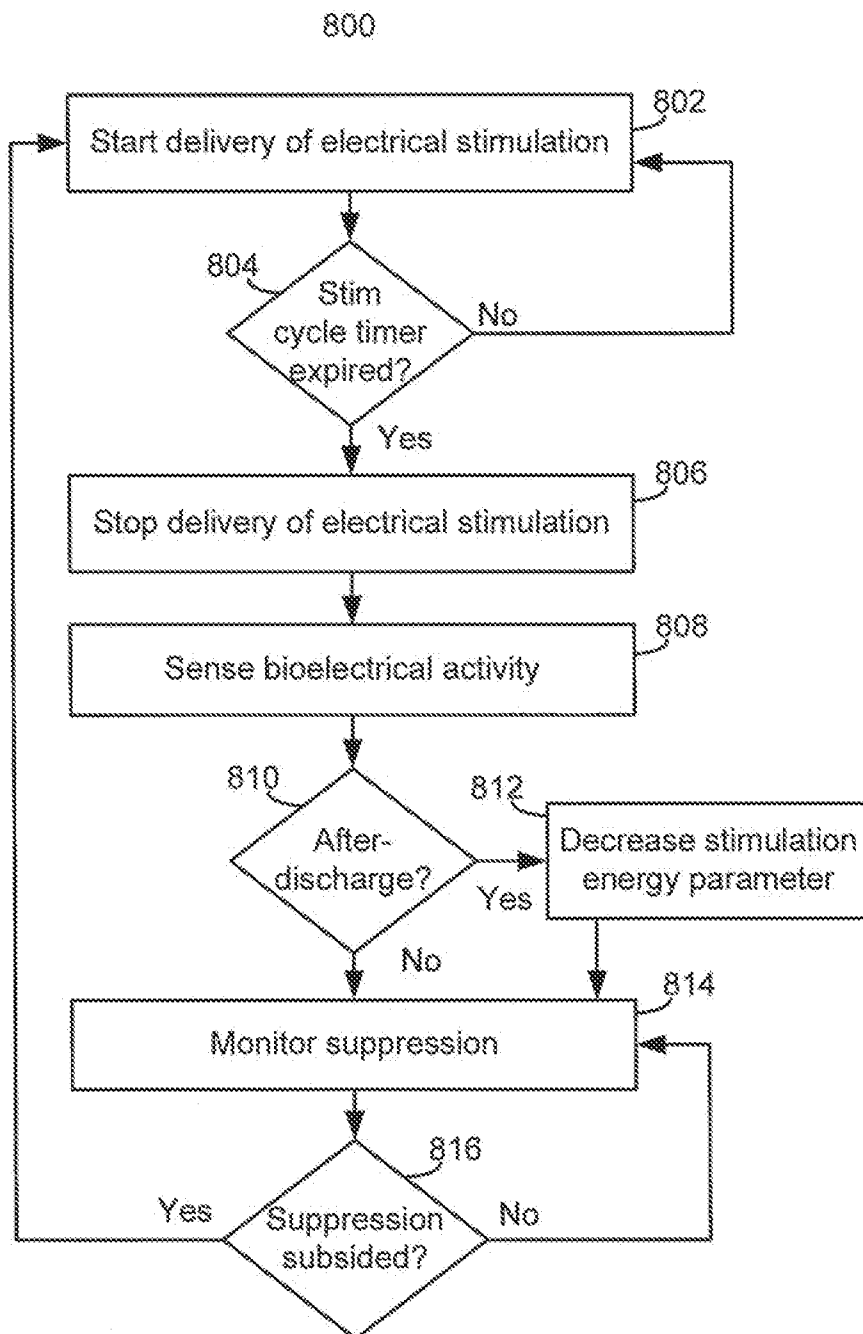 800
802
Start delivery of electrical stimulation
804
Stim
cycle timer
expired?
No
Yes
806
Stop delivery of electrical stimulation
808
Sense bioelectrical activity
810
After-
discharge?
Yes
No
812
Decrease stimulation
energy parameter
814
Monitor suppression
816
Suppression
subsided?
Yes
No